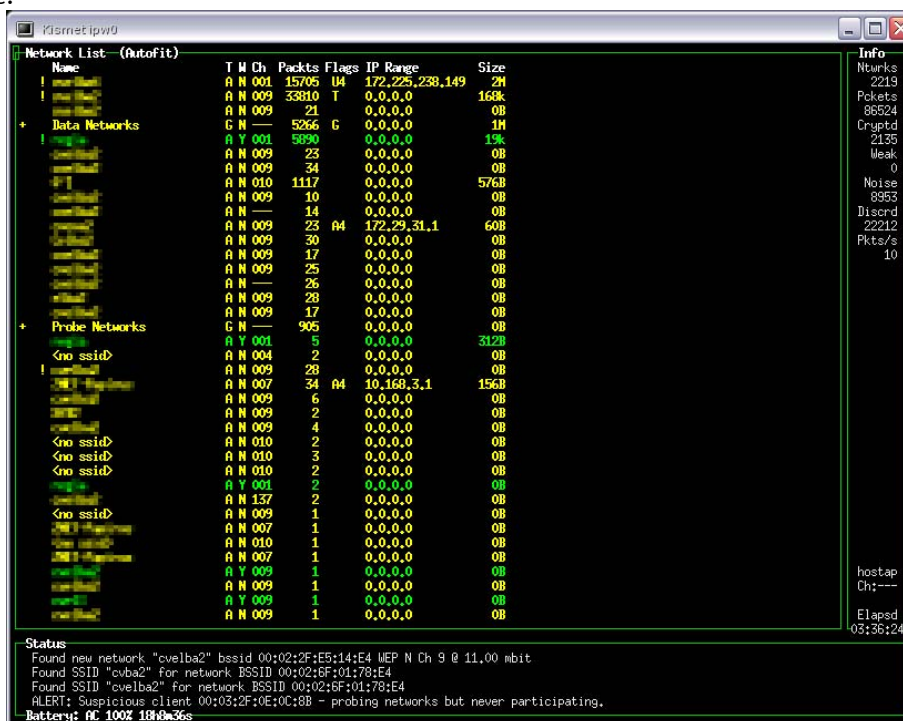 Kismet ipw0
Network List (Autofit)
Name T W Ch Packts Flags IP Range Size
! A N 001 15705 U4 172.225.238.149 2M
! A N 009 33810 T 0.0.0.0 168k
A N 009 21 0.0.0.0 0B
+ Data Networks G N --- 5266 G 0.0.0.0 1M
! A Y 001 5890 0.0.0.0 19k
A N 009 23 0.0.0.0 0B
A N 009 34 0.0.0.0 0B
A N 010 1117 0.0.0.0 576B
A N 009 10 0.0.0.0 0B
A N --- 14 0.0.0.0 0B
A N 009 23 A4 172.29.31.1 60B
A N 009 30 0.0.0.0 0B
A N 009 17 0.0.0.0 0B
A N 009 25 0.0.0.0 0B
A N --- 26 0.0.0.0 0B
A N 009 28 0.0.0.0 0B
A N 009 17 0.0.0.0 0B
+ Probe Networks G N --- 905 0.0.0.0 0B
A Y 001 5 0.0.0.0 312B
<no ssid> A N 004 2 0.0.0.0 0B
! A N 009 28 0.0.0.0 0B
A N 007 34 A4 10.168.3.1 156B
A N 009 6 0.0.0.0 0B
A N 009 2 0.0.0.0 0B
A N 009 4 0.0.0.0 0B
<no ssid> A N 010 2 0.0.0.0 0B
<no ssid> A N 010 3 0.0.0.0 0B
<no ssid> A N 010 2 0.0.0.0 0B
A Y 001 2 0.0.0.0 0B
A N 137 2 0.0.0.0 0B
<no ssid> A N 009 1 0.0.0.0 0B
A N 007 1 0.0.0.0 0B
A N 010 1 0.0.0.0 0B
A N 007 1 0.0.0.0 0B
A Y 009 1 0.0.0.0 0B
A N 009 1 0.0.0.0 0B
A Y 009 1 0.0.0.0 0B
A N 009 1 0.0.0.0 0B
Info
Ntwrks
2219
Pckets
86524
Cryptd
2135
Weak
0
Noise
8953
Discrd
22212
Pkts/s
10
hostap
Ch:---
Elapsd
03:36:24
Status
Found new network "cvelba2" bssid 00:02:2F:E5:14:E4 WEP N Ch 9 @ 11.00 mbit
Found SSID "cvba2" for network BSSID 00:02:6F:01:78:E4
Found SSID "cvelba2" for network BSSID 00:02:6F:01:78:E4
ALERT: Suspicious client 00:03:2F:0E:0C:8B - probing networks but never participating.
Battery: AC 100% 18h8m36s